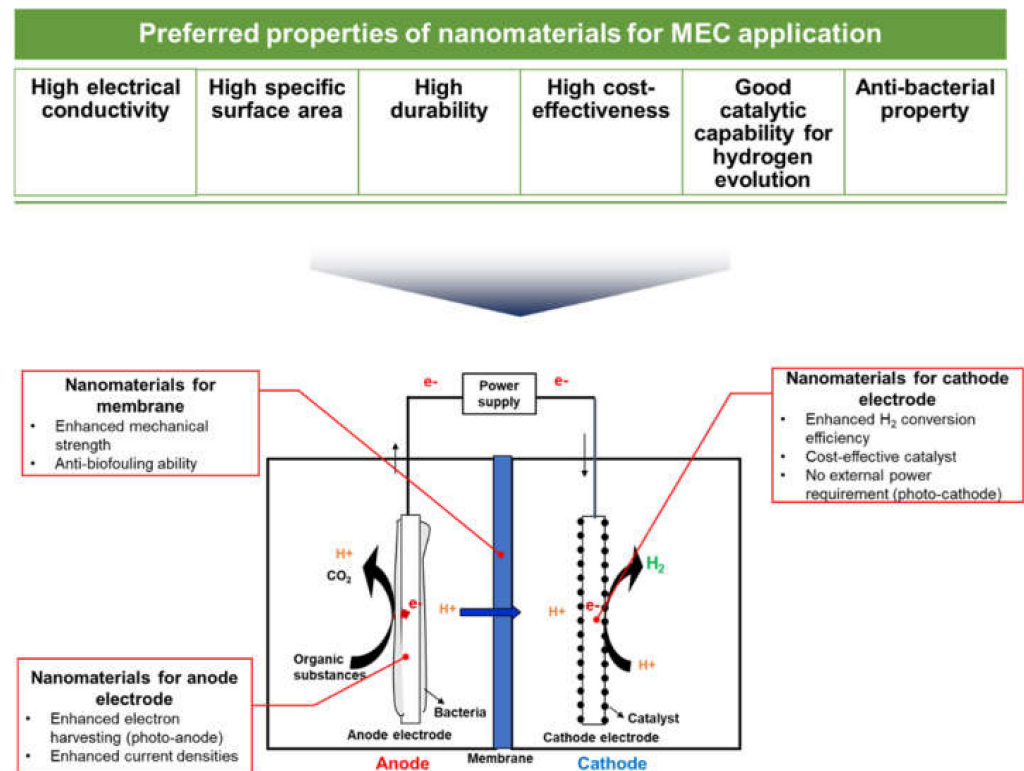 Preferred properties of nanomaterials for MEC application
High electrical
conductivity
High specific
surface area
High
durability
High cost-
effectiveness
Good
catalytic
capability for
hydrogen
evolution
Anti-bacterial
property
Nanomaterials for
membrane
• Enhanced mechanical
strength
• Anti-biofouling ability
e-
Power
supply
e-
Nanomaterials for cathode
electrode
• Enhanced H₂ conversion
efficiency
• Cost-effective catalyst
• No external power
requirement (photo-cathode)
H+
CO₂
e-
H+
Organic
substances
Bacteria
Anode electrode
H+
e-
H₂
H+
Catalyst
Cathode electrode
Nanomaterials for anode
electrode
• Enhanced electron
harvesting (photo-anode)
• Enhanced current densities
Anode
Membrane
Cathode